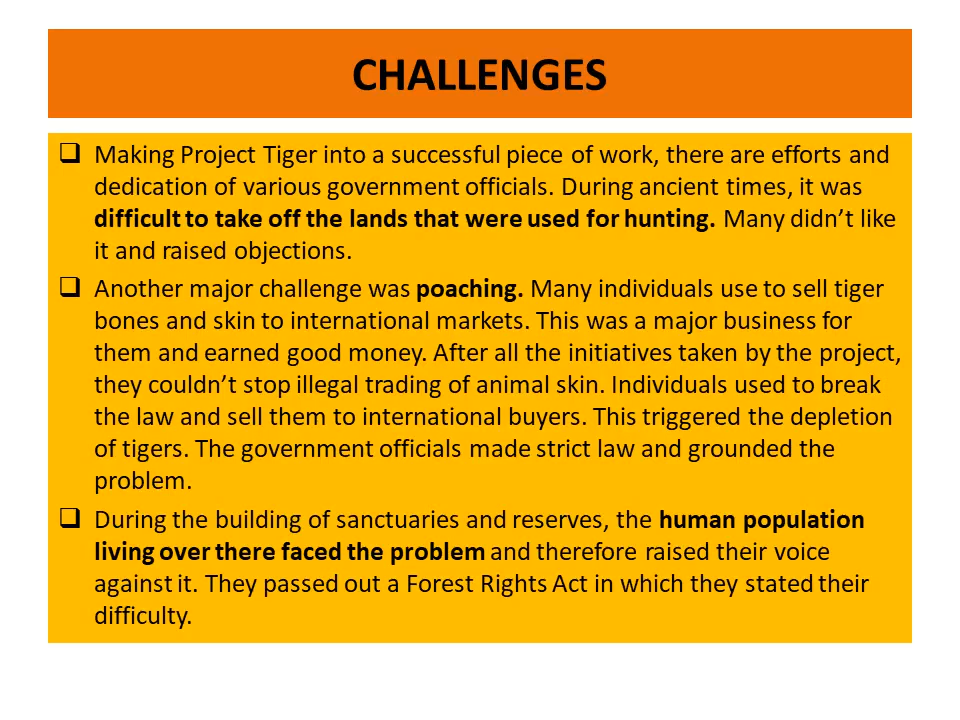 CHALLENGES
❑ Making Project Tiger into a successful piece of work, there are efforts and
dedication of various government officials. During ancient times, it was
difficult to take off the lands that were used for hunting. Many didn’t like
it and raised objections.
❑ Another major challenge was poaching. Many individuals use to sell tiger
bones and skin to international markets. This was a major business for
them and earned good money. After all the initiatives taken by the project,
they couldn’t stop illegal trading of animal skin. Individuals used to break
the law and sell them to international buyers. This triggered the depletion
of tigers. The government officials made strict law and grounded the
problem.
❑ During the building of sanctuaries and reserves, the human population
living over there faced the problem and therefore raised their voice
against it. They passed out a Forest Rights Act in which they stated their
difficulty.